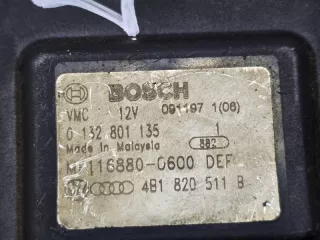 BOSCH
VMC 12V 091197 1(06)
0 132 801 135 1
Made In Malaysia 882
MF116880-0600 DEF
4B1 820 511 B